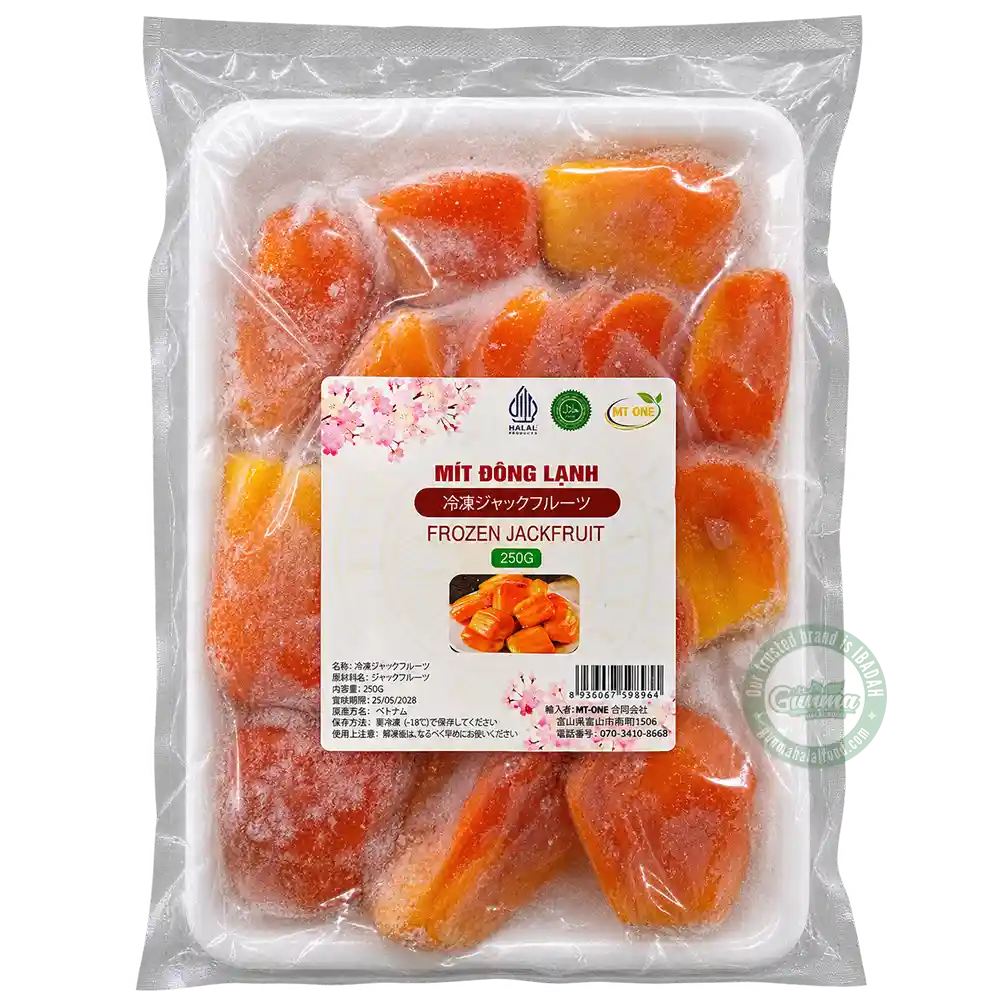 HALAL
PRODUCTS
حلال
MT ONE
MÍT ĐÔNG LẠNH
冷凍ジャックフルーツ
FROZEN JACKFRUIT
250G
名称: 冷凍ジャックフルーツ
原材料名: ジャックフルーツ
内容量: 250G
賞味期限: 25/05/2028
原産方名: ベトナム
保存方法: 要冷凍 (-18℃)で保存してください
使用上注意: 解凍後は、なるべく早めにお使いください
8 936067 598964
輸入者: MT-ONE 合同会社
富山県富山市南町1506
電話番号: 070-3410-8668
Our trusted brand is IBADAH
Gunma
gunmahalalfood.com